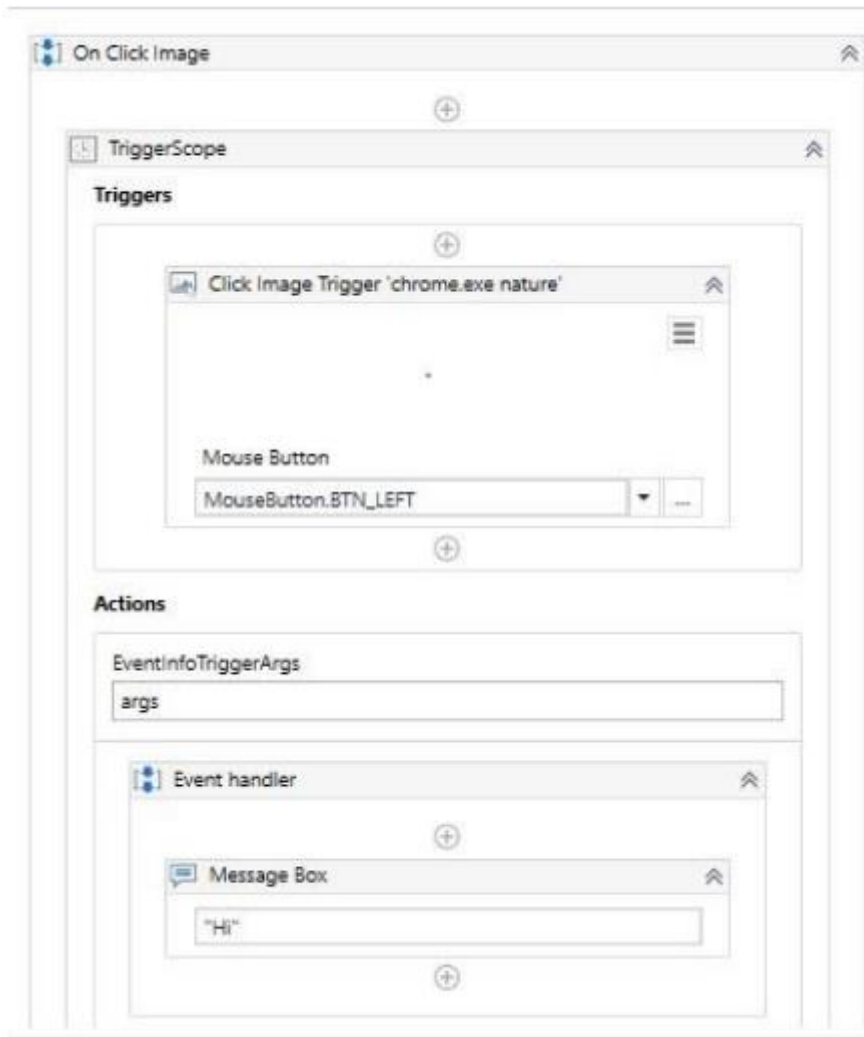 On Click Image
TriggerScope
Triggers
Click Image Trigger 'chrome.exe nature'
Mouse Button
MouseButton.BTN_LEFT
...
Actions
EventInfoTriggerArgs
args
Event handler
Message Box
"Hi"